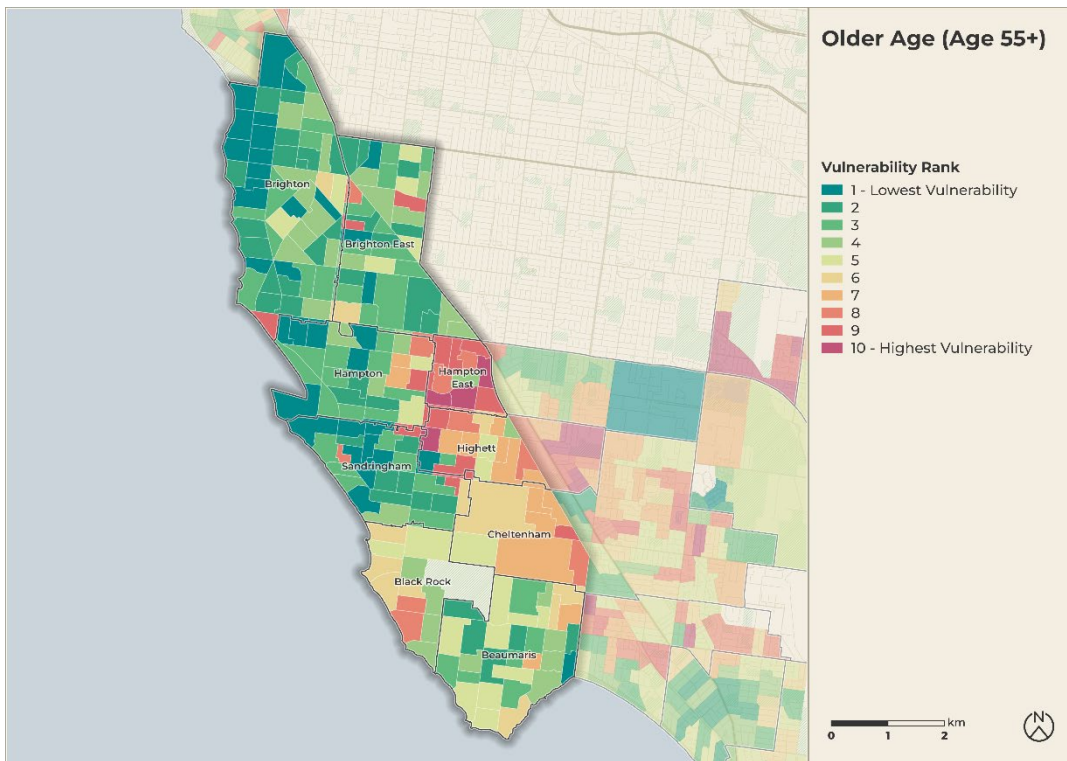 Older Age (Age 55+)
Vulnerability Rank
1 - Lowest Vulnerability
2
3
4
5
6
7
8
9
10 - Highest Vulnerability
Brighton
Brighton East
Hampton
Hampton
East
Highett
Sandringham
Cheltenham
Black Rock
Beaumaris
km
0 1 2
N